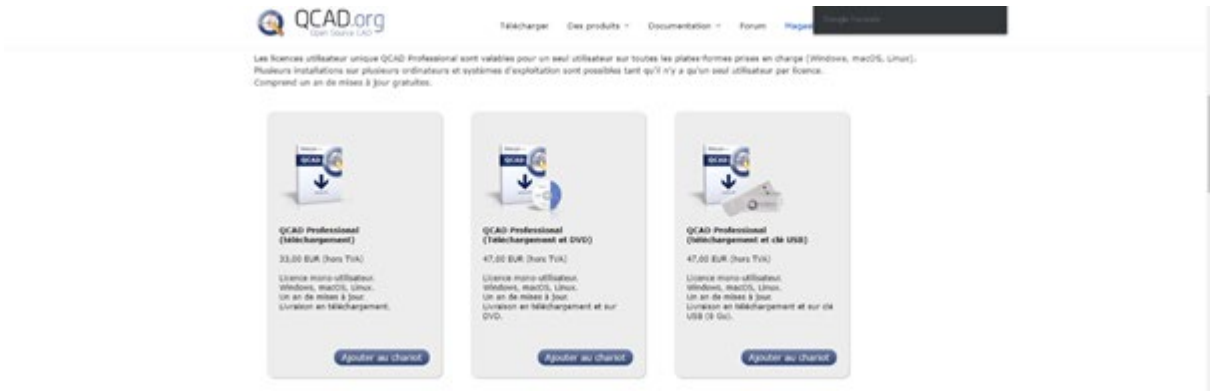 QCAD.org
Open Source CAD
Télécharger Des produits Documentation Forum Magas
Les licences utilisateur unique QCAD Professional sont valables pour un seul utilisateur sur toutes les plates-formes prises en charge (Windows, macOS, Linux).
Plusieurs installations sur plusieurs ordinateurs et systèmes d'exploitation sont possibles tant qu'il n'y a qu'un seul utilisateur par licence.
Comprend un an de mises à jour gratuites.
QCAD
QCAD
QCAD
QCAD Professional
(téléchargement)
33,00 EUR (hors TVA)
Licence mono-utilisateur.
Windows, macOS, Linux.
Un an de mises à jour.
Livraison en téléchargement.
Ajouter au chariot
QCAD Professional
(Téléchargement et DVD)
47,00 EUR (hors TVA)
Licence mono-utilisateur.
Windows, macOS, Linux.
Un an de mises à jour.
Livraison en téléchargement et sur
DVD.
Ajouter au chariot
QCAD Professional
(téléchargement et clé USB)
47,00 EUR (hors TVA)
Licence mono-utilisateur.
Windows, macOS, Linux.
Un an de mises à jour.
Livraison en téléchargement et sur clé
USB (8 Go).
Ajouter au chariot